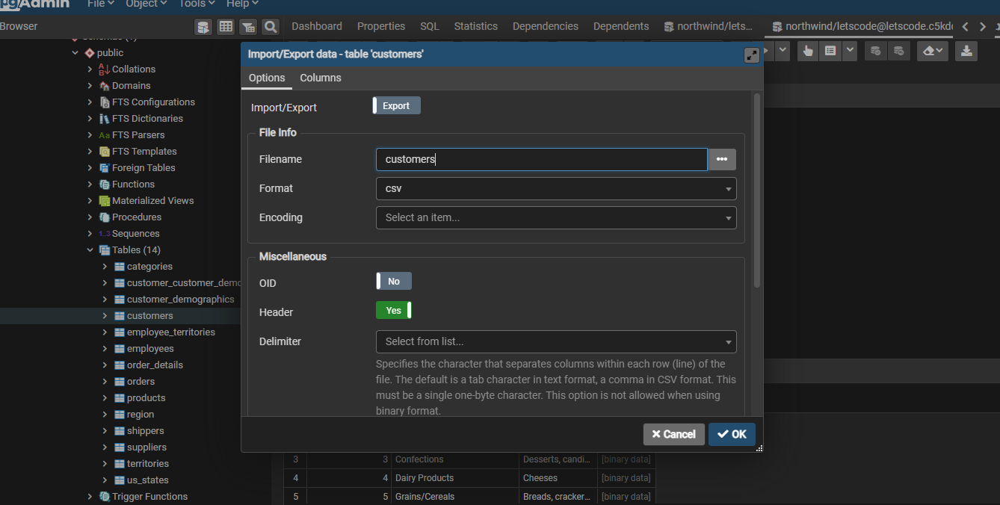 pgAdmin File Object Tools Help
Browser
Dashboard Properties SQL Statistics Dependencies Dependents northwind/lets... northwind/letscode@letscode.c5kdc
public
Collations
Domains
FTS Configurations
FTS Dictionaries
Aa FTS Parsers
FTS Templates
Foreign Tables
Functions
Materialized Views
Procedures
1..3 Sequences
Tables (14)
categories
customer_customer_demo
customer_demographics
customers
employee_territories
employees
order_details
orders
products
region
shippers
suppliers
territories
us_states
Trigger Functions
Import/Export data - table 'customers'
Options Columns
Import/Export Export
File Info
Filename customers •••
Format csv
Encoding Select an item...
Miscellaneous
OID No
Header Yes
Delimiter Select from list...
Specifies the character that separates columns within each row (line) of the
file. The default is a tab character in text format, a comma in CSV format. This
must be a single one-byte character. This option is not allowed when using
binary format.
Cancel OK
3 3 Confections Desserts, candi... [binary data]
4 4 Dairy Products Cheeses [binary data]
5 5 Grains/Cereals Breads, cracker... [binary data]